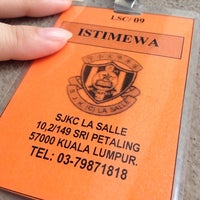 LSC/ 09
ISTIMEWA
SJKC LA SALLE
10,2/149 SRI PETALING
57000 KUALA LUMPUR.
TEL: 03-79871818